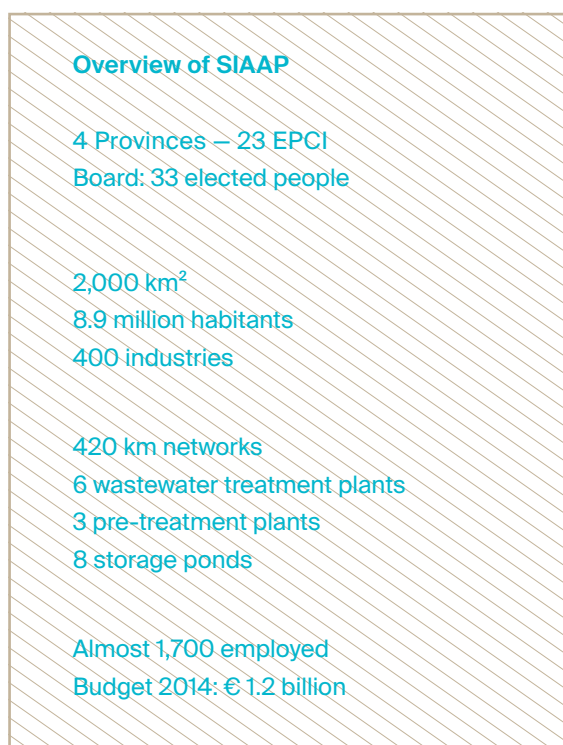 Overview of SIAAP
4 Provinces – 23 EPCI
Board: 33 elected people
2,000 km²
8.9 million habitants
400 industries
420 km networks
6 wastewater treatment plants
3 pre-treatment plants
8 storage ponds
Almost 1,700 employed
Budget 2014: € 1.2 billion